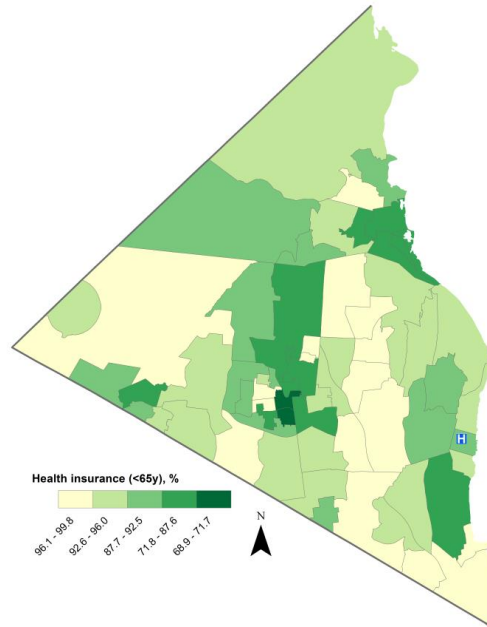 H
Health insurance (<65y), %
96.1 - 99.8
92.6 - 96.0
87.7 - 92.5
71.8 - 87.6
68.9 - 71.7
N